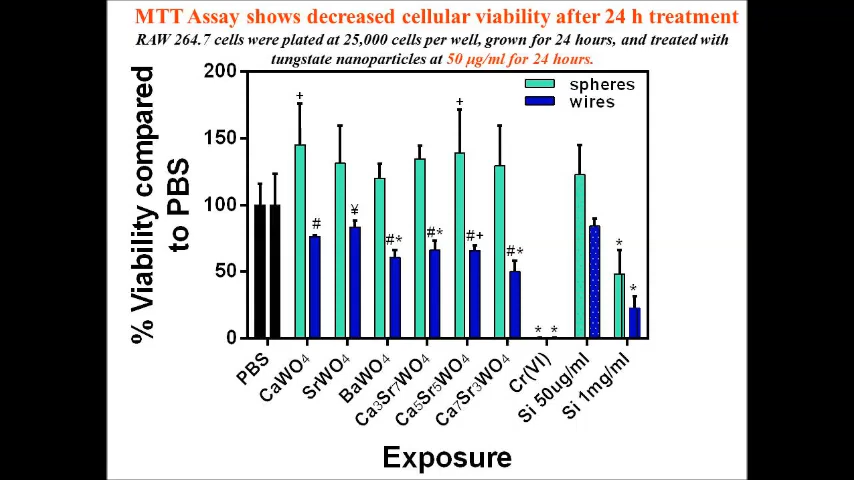 MTT Assay shows decreased cellular viability after 24 h treatment
RAW 264.7 cells were plated at 25,000 cells per well, grown for 24 hours, and treated with
tungstate nanoparticles at 50 µg/ml for 24 hours.
% Viability compared
to PBS
200
150
100
50
0
spheres
wires
+
#
¥
#*
#*
+
#+
#*
*
*
*
*
PBS
CaWO₄
SrWO₄
BaWO₄
Ca₃Sr₇WO₄
Ca₅Sr₅WO₄
Ca₇Sr₃WO₄
Cr(VI)
Si 50ug/ml
Si 1mg/ml
Exposure